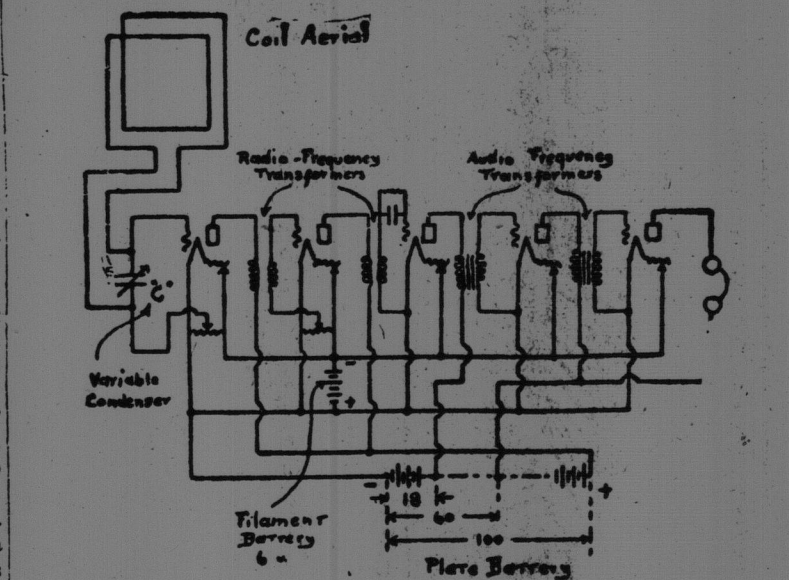 Coil Aerial
Radio-Frequency
Transformers
Audio Frequency
Transformers
"C"
Variable
Condenser
-
+
Filament
Battery
6 v
- 18
60
100
+
Plate Battery